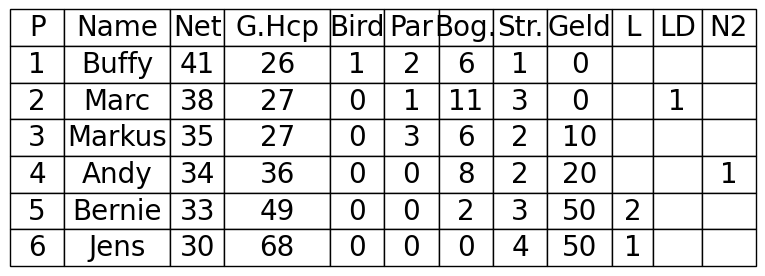 P Name Net G.Hcp Bird Par Bog. Str. Geld L LD N2
1 Buffy 41 26 1 2 6 1 0
2 Marc 38 27 0 1 11 3 0 1
3 Markus 35 27 0 3 6 2 10
4 Andy 34 36 0 0 8 2 20 1
5 Bernie 33 49 0 0 2 3 50 2
6 Jens 30 68 0 0 0 4 50 1